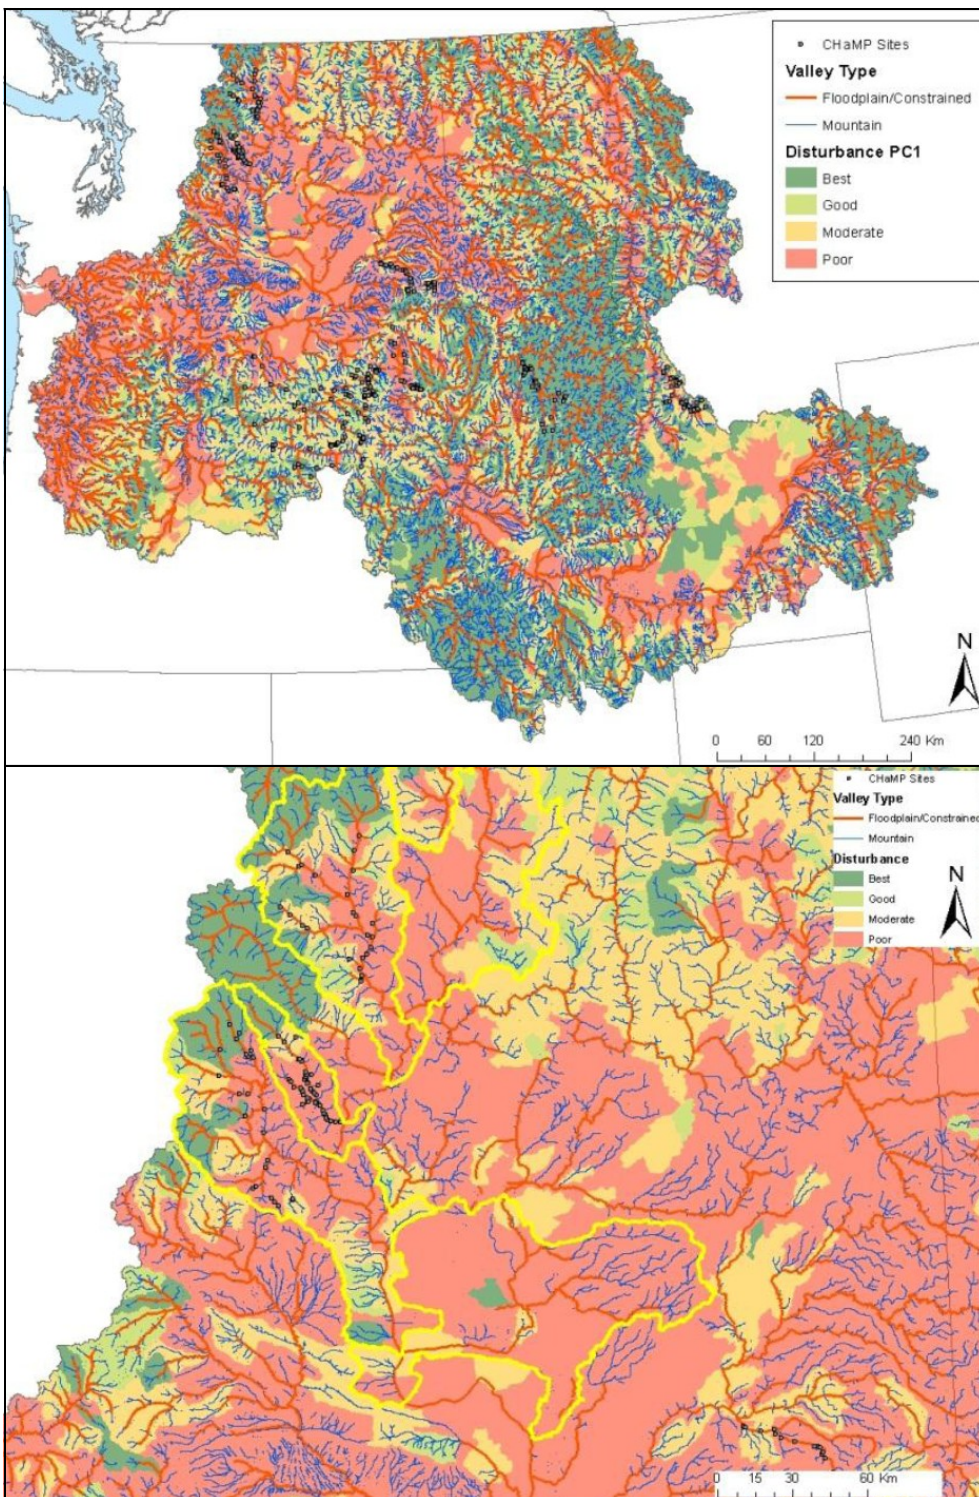 CHaMP Sites
Valley Type
Floodplain/Constrained
Mountain
Disturbance PC1
Best
Good
Moderate
Poor
N
0 60 120 240 Km
CHaMP Sites
Valley Type
Floodplain/Constrained
Mountain
Disturbance
Best
Good
Moderate
Poor
N
0 15 30 60 Km